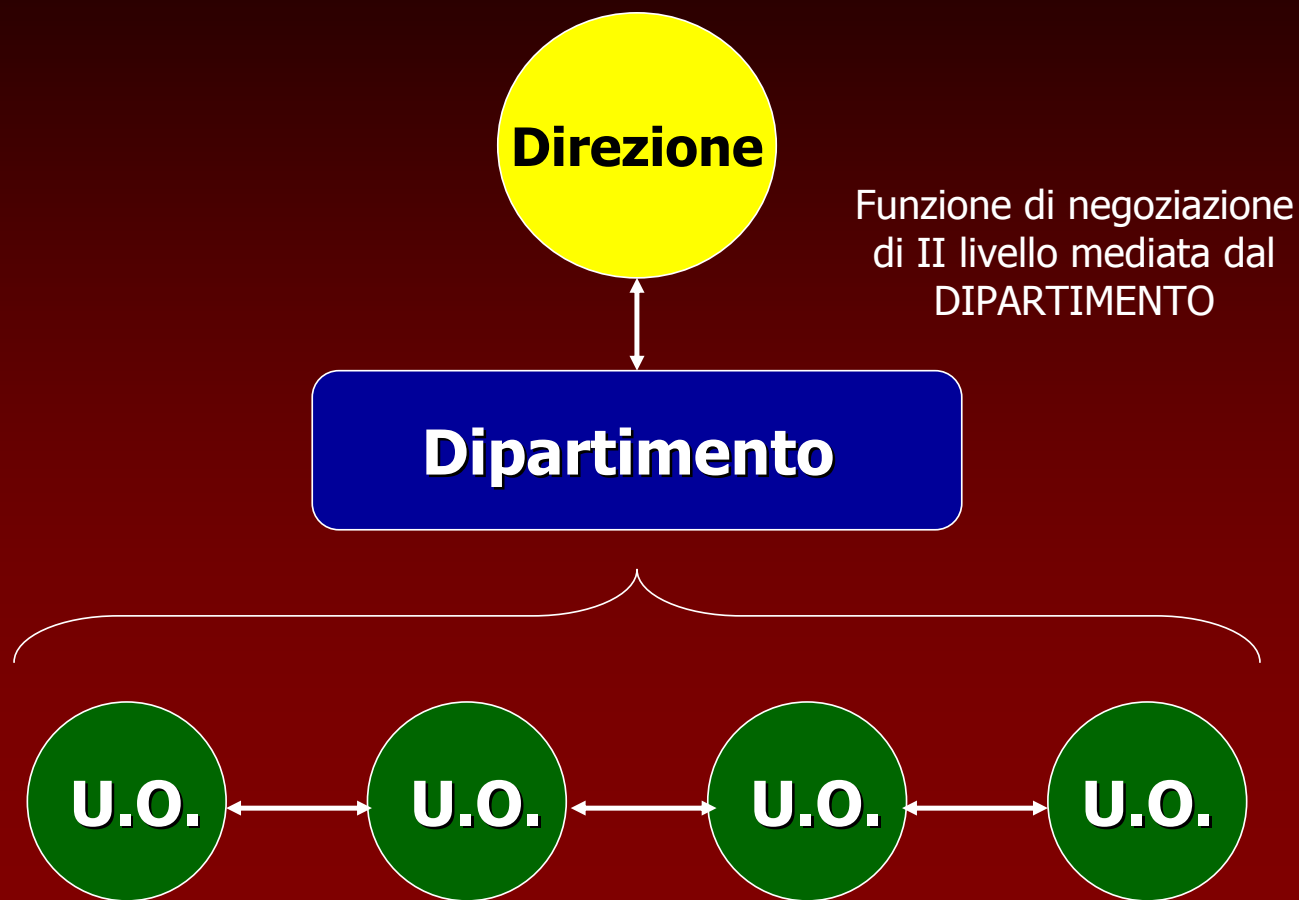 Direzione
Funzione di negoziazione
di II livello mediata dal
DIPARTIMENTO
Dipartimento
U.O.
U.O.
U.O.
U.O.